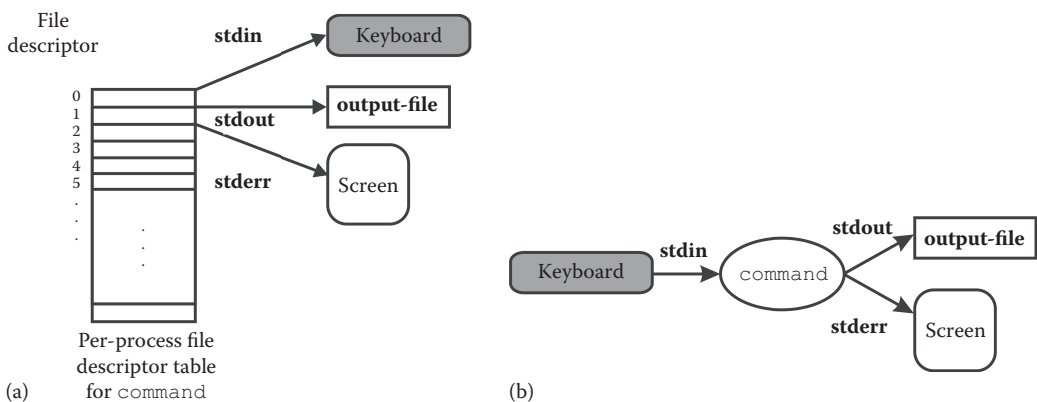 File
descriptor
stdin
Keyboard
0
1
2
3
4
5
.
.
.
.
.
.
output-file
stdout
stderr
Screen
Per-process file
descriptor table
for command
(a)
Keyboard
stdin
command
stdout
output-file
stderr
Screen
(b)